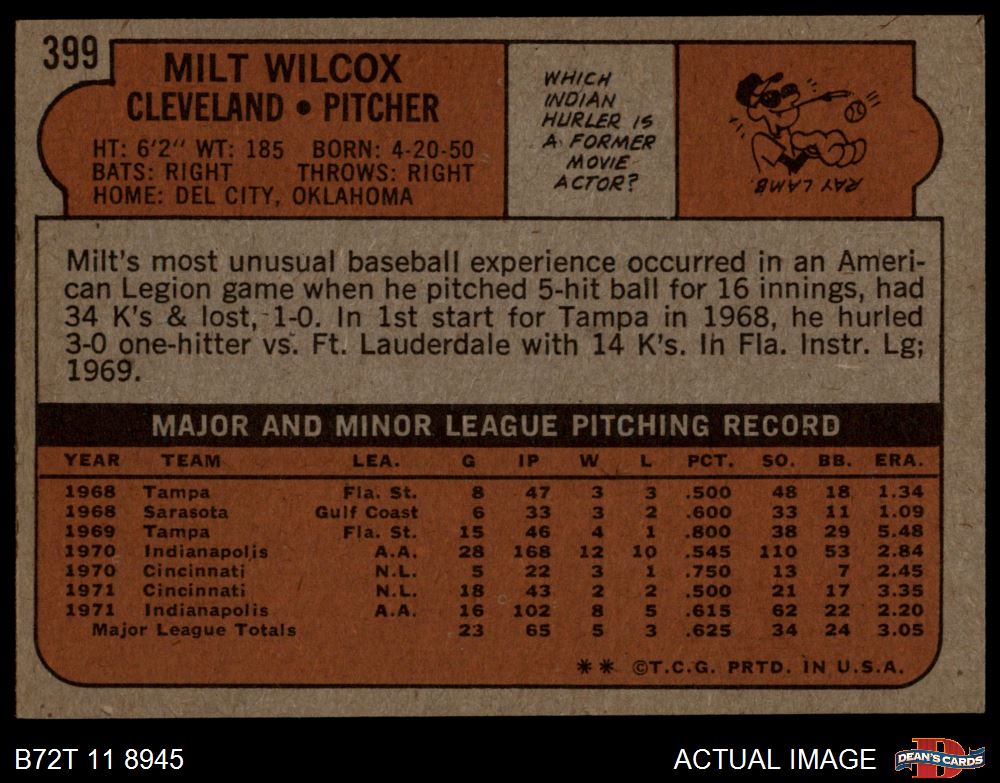 399
MILT WILCOX
CLEVELAND • PITCHER
HT: 6'2" WT: 185 BORN: 4-20-50
BATS: RIGHT THROWS: RIGHT
HOME: DEL CITY, OKLAHOMA
WHICH
INDIAN
HURLER IS
A FORMER
MOVIE
ACTOR?
RAY LAMB.
Milt's most unusual baseball experience occurred in an Ameri-
can Legion game when he pitched 5-hit ball for 16 innings, had
34 K's & lost, 1-0. In 1st start for Tampa in 1968, he hurled
3-0 one-hitter vs. Ft. Lauderdale with 14 K's. In Fla. Instr. Lg;
1969.
MAJOR AND MINOR LEAGUE PITCHING RECORD
YEAR TEAM LEA. G IP W L PCT. SO. BB. ERA.
1968 Tampa Fla. St. 8 47 3 3 .500 48 18 1.34
1968 Sarasota Gulf Coast 6 33 3 2 .600 33 11 1.09
1969 Tampa Fla. St. 15 46 4 1 .800 38 29 5.48
1970 Indianapolis A.A. 28 168 12 10 .545 110 53 2.84
1970 Cincinnati N.L. 5 22 3 1 .750 13 7 2.45
1971 Cincinnati N.L. 18 43 2 2 .500 21 17 3.35
1971 Indianapolis A.A. 16 102 8 5 .615 62 22 2.20
Major League Totals 23 65 5 3 .625 34 24 3.05
** ©T.C.G. PRTD. IN U.S.A.
B72T 11 8945
ACTUAL IMAGE
D
DEAN'S CARDS